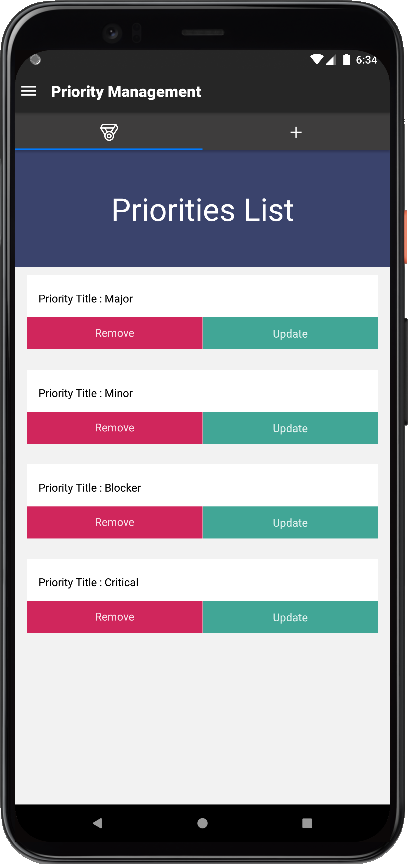 6:34
Priority Management
Priorities List
Priority Title : Major
Remove
Update
Priority Title : Minor
Remove
Update
Priority Title : Blocker
Remove
Update
Priority Title : Critical
Remove
Update